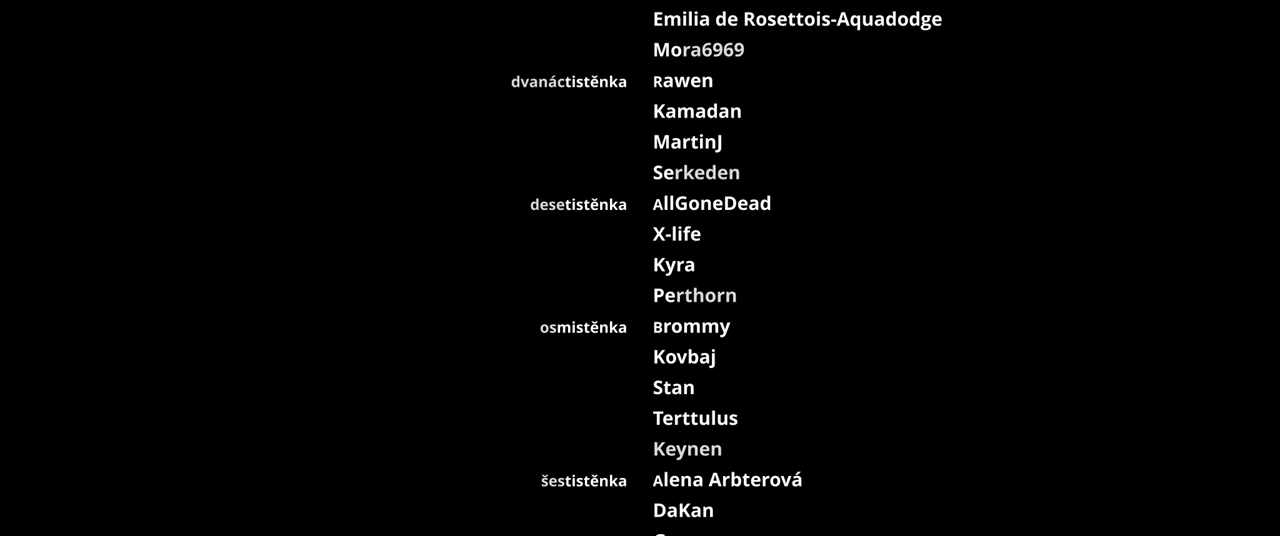 Emilia de Rosettois-Aquadodge
Mora6969
dvanáctistěnka Rawen
Kamadan
MartinJ
Serkeden
desetistěnka AllGoneDead
X-life
Kyra
Perthorn
osmistěnka Brommy
Kovbaj
Stan
Terttulus
Keynen
šestistěnka Alena Arbterová
DaKan